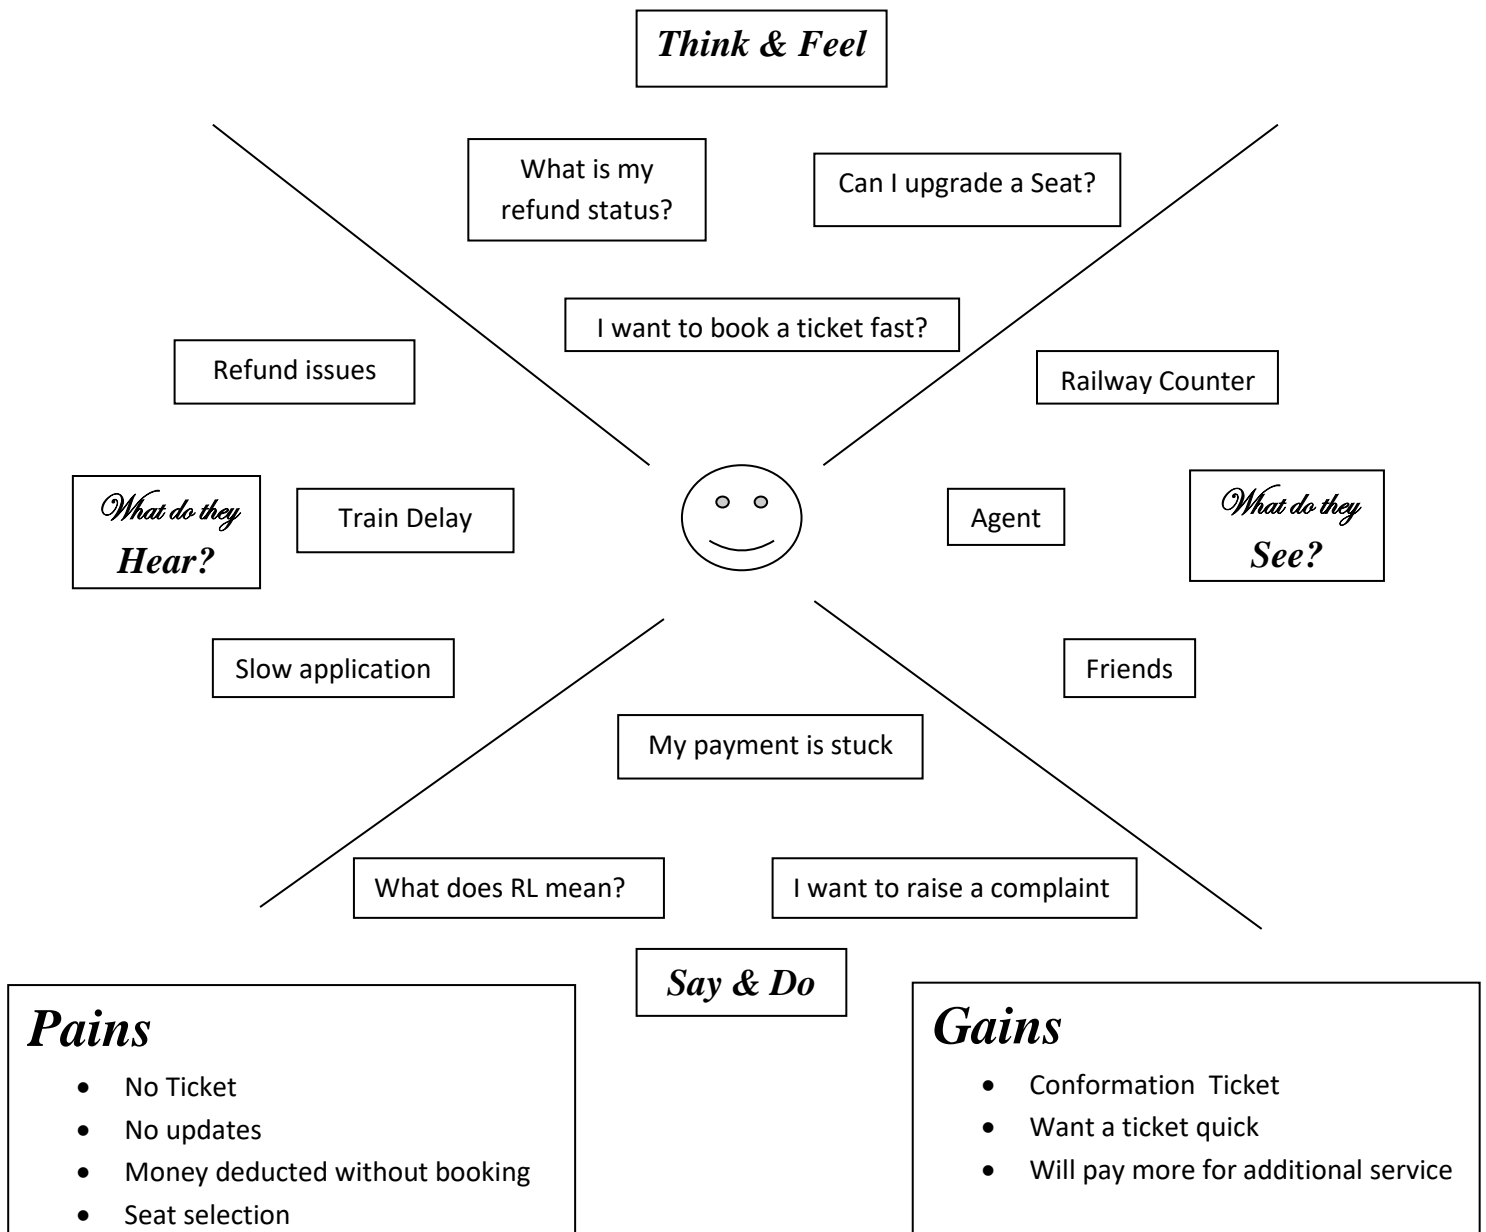 Think & Feel
What is my
refund status?
Can I upgrade a Seat?
I want to book a ticket fast?
Refund issues
Railway Counter
What do they
Hear?
Train Delay
Agent
What do they
See?
Slow application
Friends
My payment is stuck
What does RL mean?
I want to raise a complaint
Say & Do
Pains
• No Ticket
• No updates
• Money deducted without booking
• Seat selection
Gains
• Conformation  Ticket
• Want a ticket quick
• Will pay more for additional service